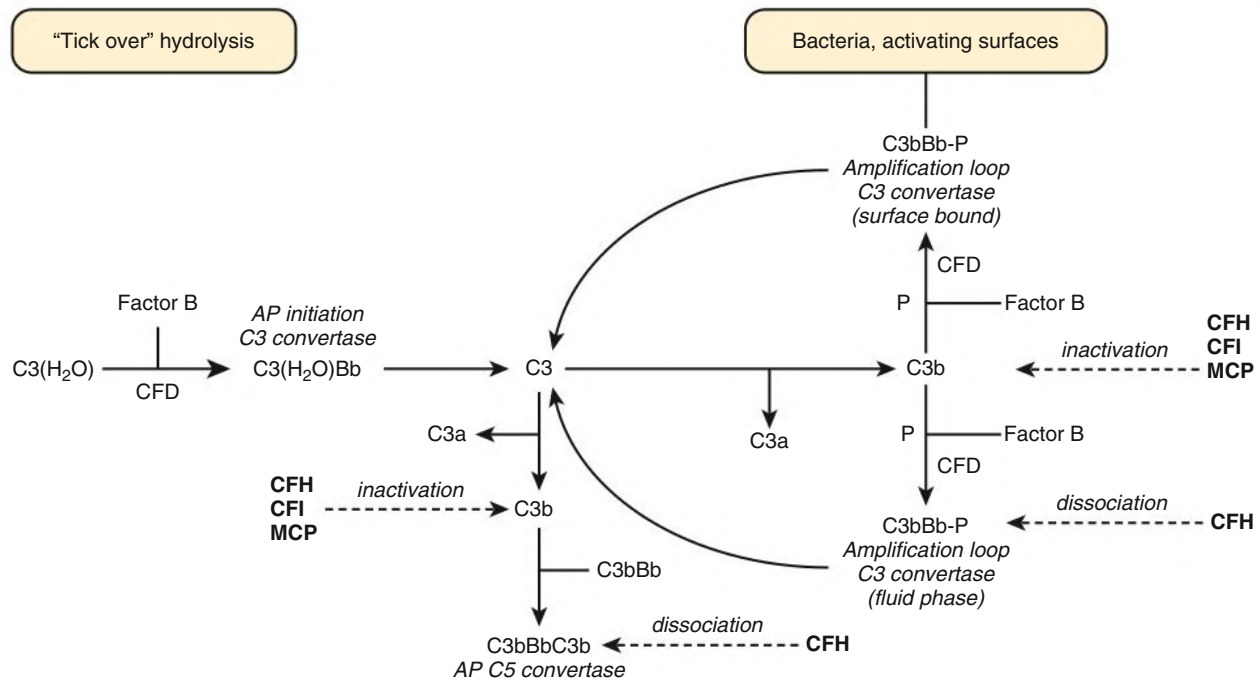 “Tick over” hydrolysis
Bacteria, activating surfaces
C3bBb-P
Amplification loop
C3 convertase
(surface bound)
CFD
P
Factor B
Factor B
AP initiation
C3 convertase
C3(H₂O)
CFD
C3(H₂O)Bb
C3
C3a
C3b
inactivation
CFH
CFI
MCP
C3a
P
Factor B
CFD
CFH
CFI
MCP
inactivation
C3b
C3bBb-P
Amplification loop
C3 convertase
(fluid phase)
dissociation
CFH
C3bBb
C3bBbC3b
AP C5 convertase
dissociation
CFH